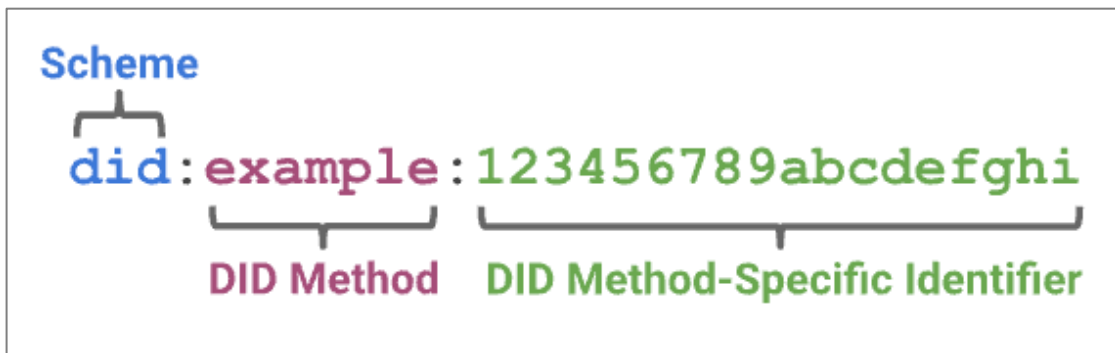 Scheme
did:example:123456789abcdefghi
DID Method DID Method-Specific Identifier